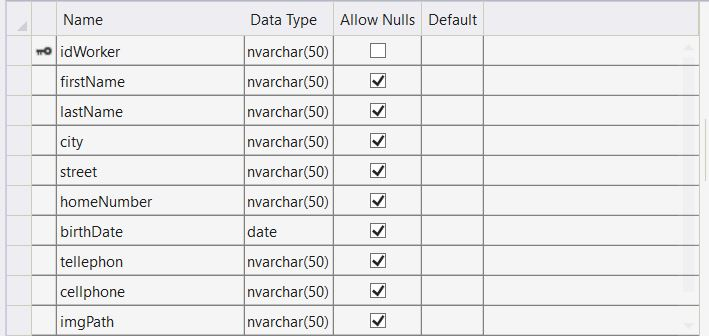 Name Data Type Allow Nulls Default
idWorker nvarchar(50)
firstName nvarchar(50)
lastName nvarchar(50)
city nvarchar(50)
street nvarchar(50)
homeNumber nvarchar(50)
birthDate date
tellephon nvarchar(50)
cellphone nvarchar(50)
imgPath nvarchar(50)